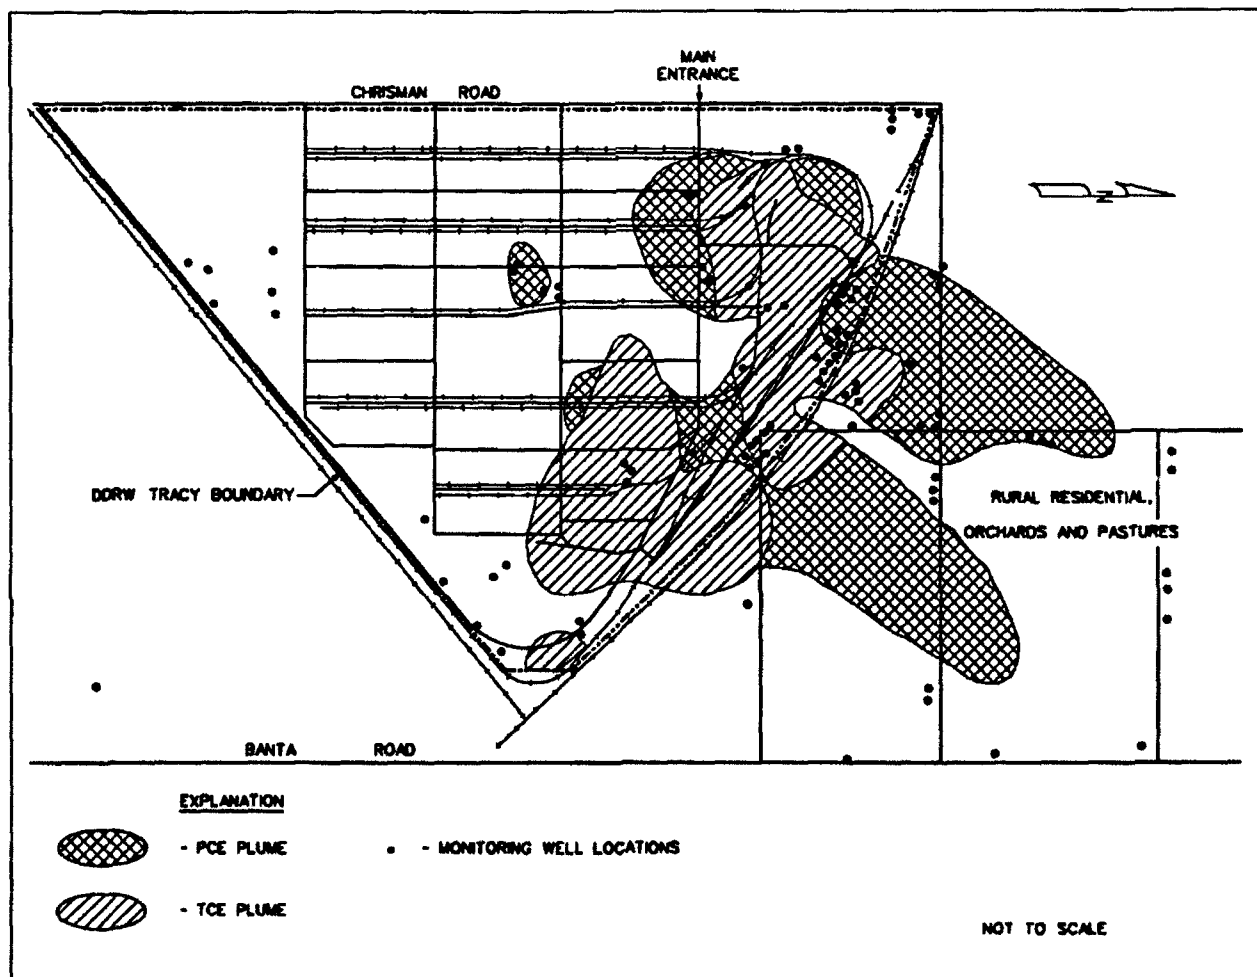 MAIN
ENTRANCE
CHRISMAN ROAD
N
DDRW TRACY BOUNDARY
RURAL RESIDENTIAL,
ORCHARDS AND PASTURES
BANTA ROAD
EXPLANATION
- PCE PLUME
- MONITORING WELL LOCATIONS
- TCE PLUME
NOT TO SCALE